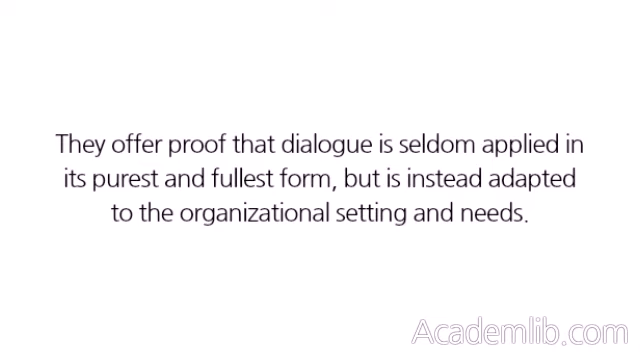 They offer proof that dialogue is seldom applied in
its purest and fullest form, but is instead adapted
to the organizational setting and needs.
Academlib.com